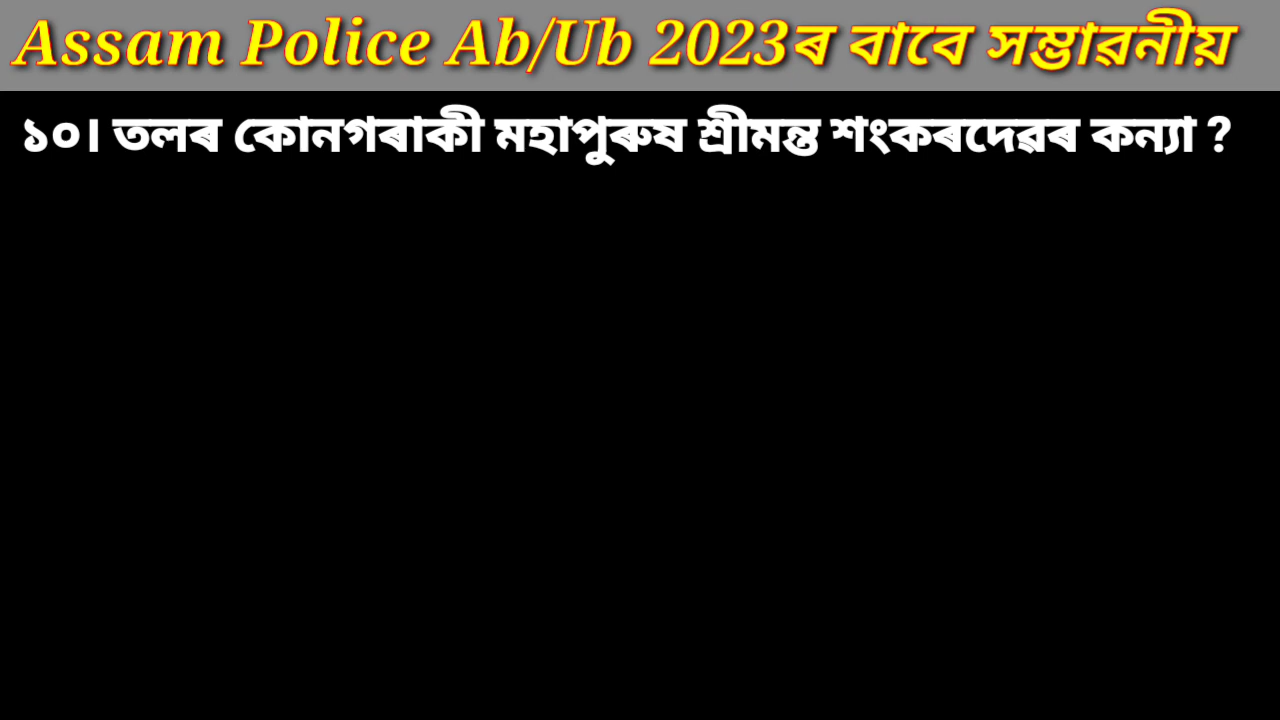 Assam Police Ab/Ub 2023ৰ বাবে সম্ভাৱনীয়
১০। তলৰ কোনগৰাকী মহাপুৰুষ শ্ৰীমন্ত শংকৰদেৱৰ কন্যা ?